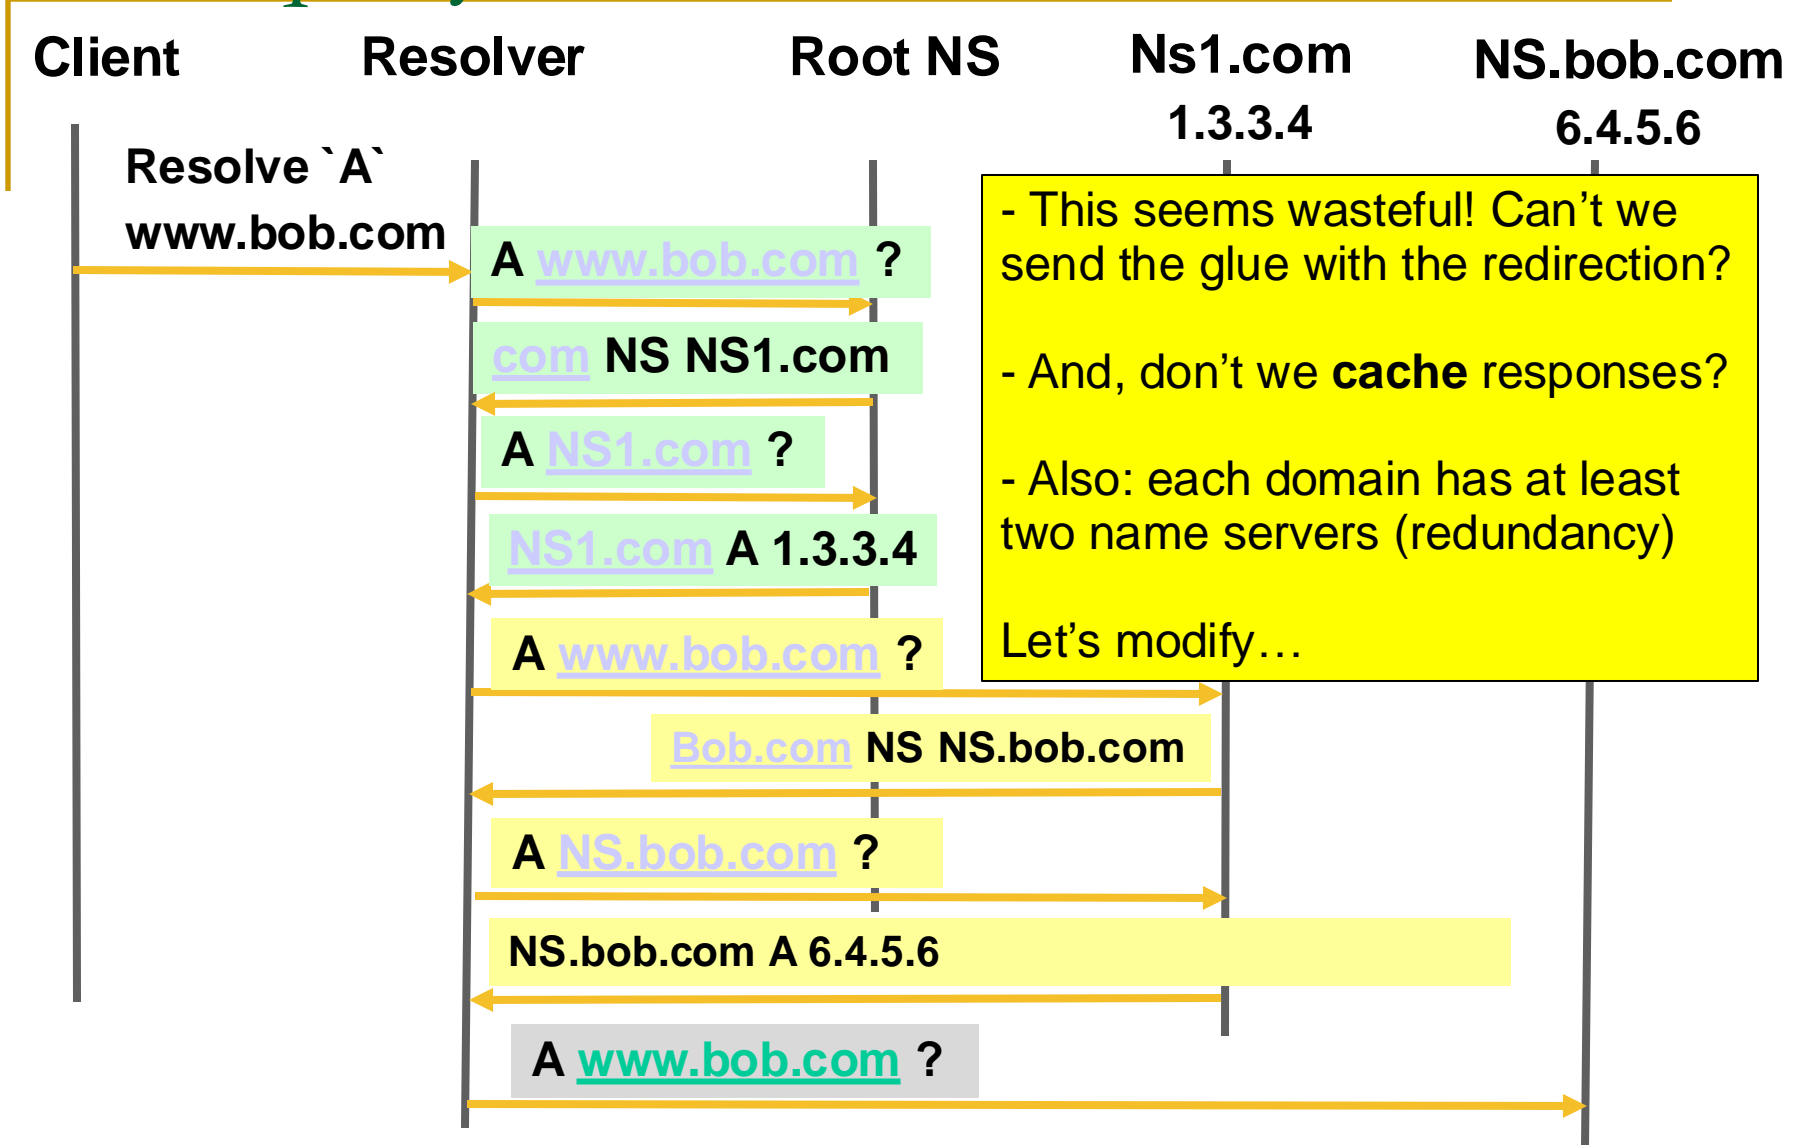 Client Resolver Root NS Ns1.com NS.bob.com
1.3.3.4 6.4.5.6
Resolve `A`
www.bob.com
A www.bob.com ?
com NS NS1.com
A NS1.com ?
NS1.com A 1.3.3.4
A www.bob.com ?
Bob.com NS NS.bob.com
A NS.bob.com ?
NS.bob.com A 6.4.5.6
A www.bob.com ?
- This seems wasteful! Can’t we
send the glue with the redirection?
- And, don’t we cache responses?
- Also: each domain has at least
two name servers (redundancy)
Let’s modify…